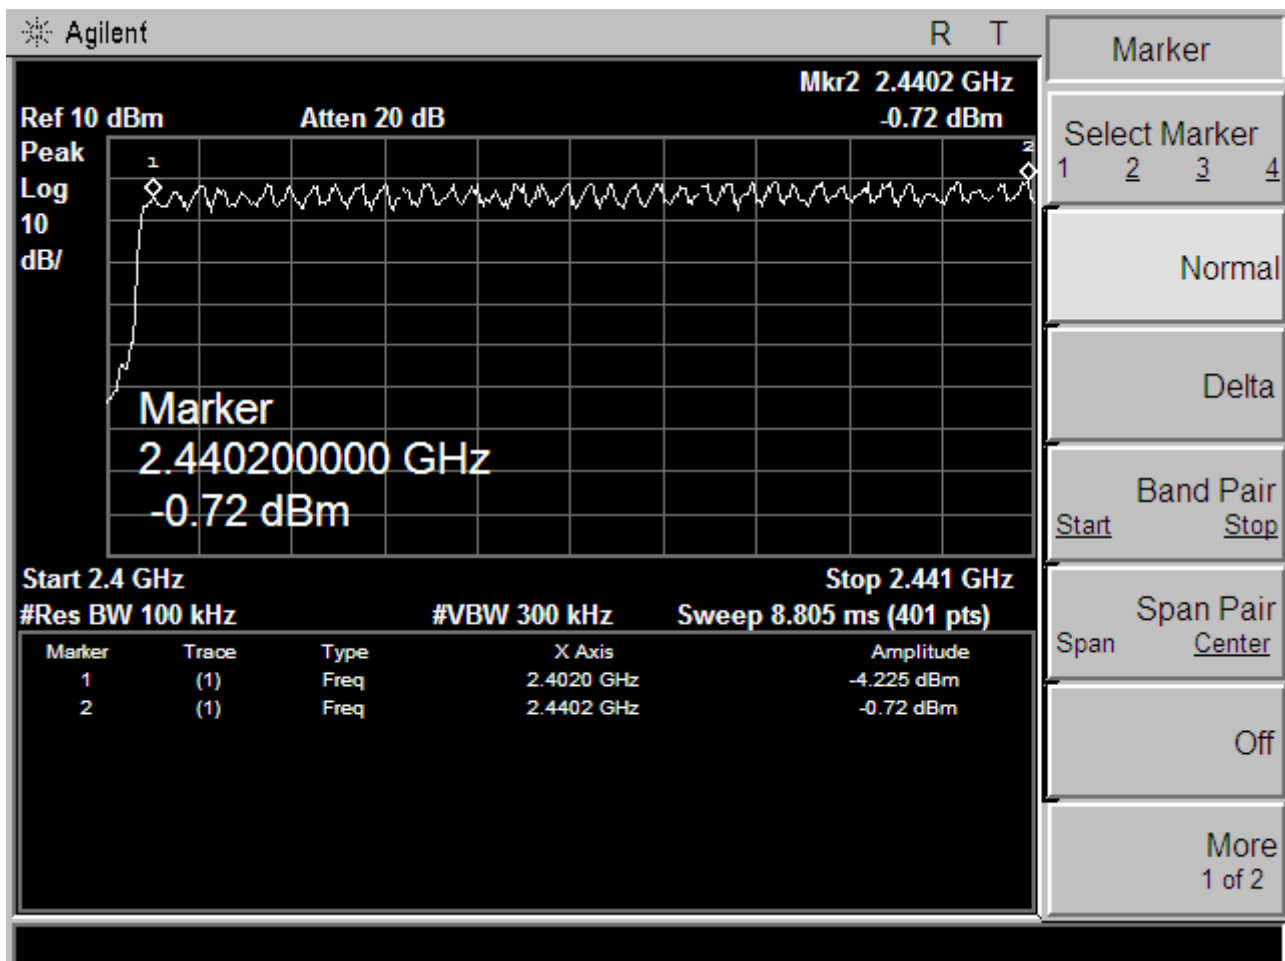 Agilent R T
Mkr2 2.4402 GHz
Ref 10 dBm Atten 20 dB -0.72 dBm
Peak
Log
10
dB/
1
2
Marker
2.440200000 GHz
-0.72 dBm
Start 2.4 GHz Stop 2.441 GHz
#Res BW 100 kHz #VBW 300 kHz Sweep 8.805 ms (401 pts)
Marker Trace Type X Axis Amplitude
1 (1) Freq 2.4020 GHz -4.225 dBm
2 (1) Freq 2.4402 GHz -0.72 dBm
Marker
Select Marker
1 2 3 4
Normal
Delta
Band Pair
Start Stop
Span Pair
Span Center
Off
More
1 of 2